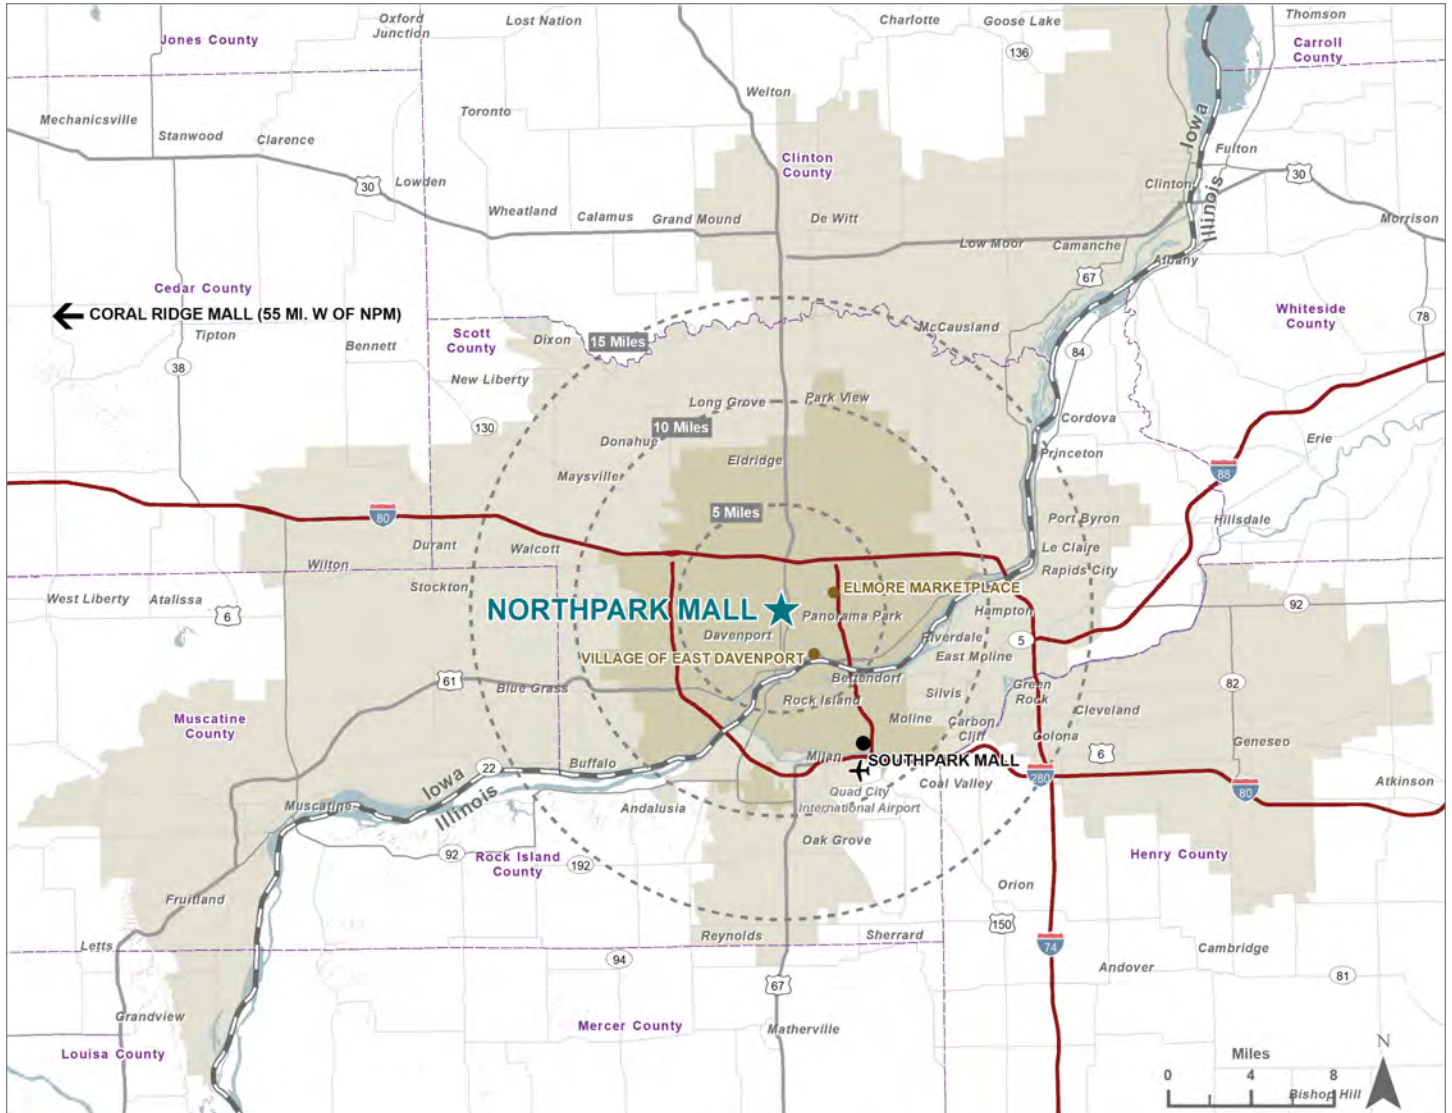 Oxford
Junction
Lost Nation
Charlotte
Goose Lake
Thomson
Jones County
136
Carroll
County
Welton
Mechanicsville
Toronto
Stanwood
Clarence
Iowa
Fulton
Clinton
County
30
Lowden
Clinton
30
Wheatland
Calamus
Grand Mound
De Witt
Illinois
Morrison
Low Moor
Camanche
Albany
67
Cedar County
CORAL RIDGE MALL (55 MI. W OF NPM)
Whiteside
County
78
Tipton
Scott
County
Dixon
15 Miles
McCausland
Bennett
84
38
New Liberty
Long Grove
Park View
Cordova
130
10 Miles
Donahue
Erie
Princeton
Eldridge
Maysville
88
5 Miles
80
Port Byron
Hillsdale
Durant
Walcott
Le Claire
Wilton
Rapids City
Stockton
ELMORE MARKETPLACE
West Liberty
Atalissa
6
NORTHPARK MALL
Panorama Park
Hampton
92
Davenport
Riverdale
5
VILLAGE OF EAST DAVENPORT
East Moline
Bettendorf
61
Blue Grass
Rock Island
Silvis
Green
Rock
82
Muscatine
County
Moline
Carbon
Cliff
Cleveland
Colona
Geneseo
Milan
SOUTHPARK MALL
6
22
Buffalo
Iowa
Illinois
280
80
Atkinson
Coal Valley
Quad City
International Airport
Muscatine
Andalusia
Oak Grove
92
Rock Island
County
192
Henry County
Orion
Fruitland
150
Letts
Reynolds
Sherrard
74
Cambridge
94
Andover
81
67
Grandview
Mercer County
Matherville
Louisa County
N
Miles
0 4 8
Bishop Hill